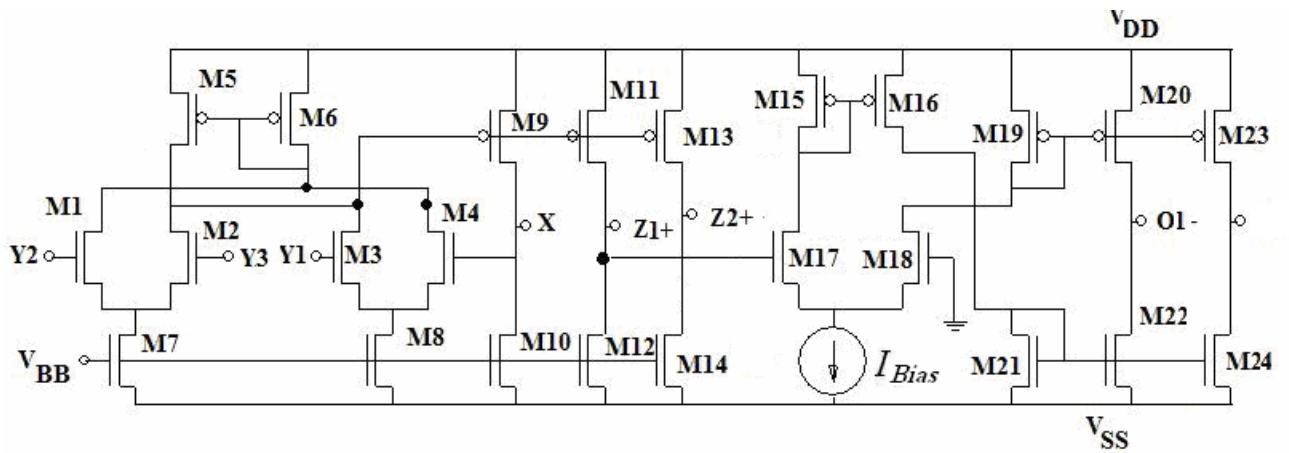 VDD
M5
M6
M9
M11
M13
M15
M16
M19
M20
M23
M1
M2
M3
M4
X
Z1+
Z2+
O1-
Y2
Y3
Y1
M17
M18
M7
M8
M10
M12
M14
M22
VBB
IBias
M21
M24
VSS